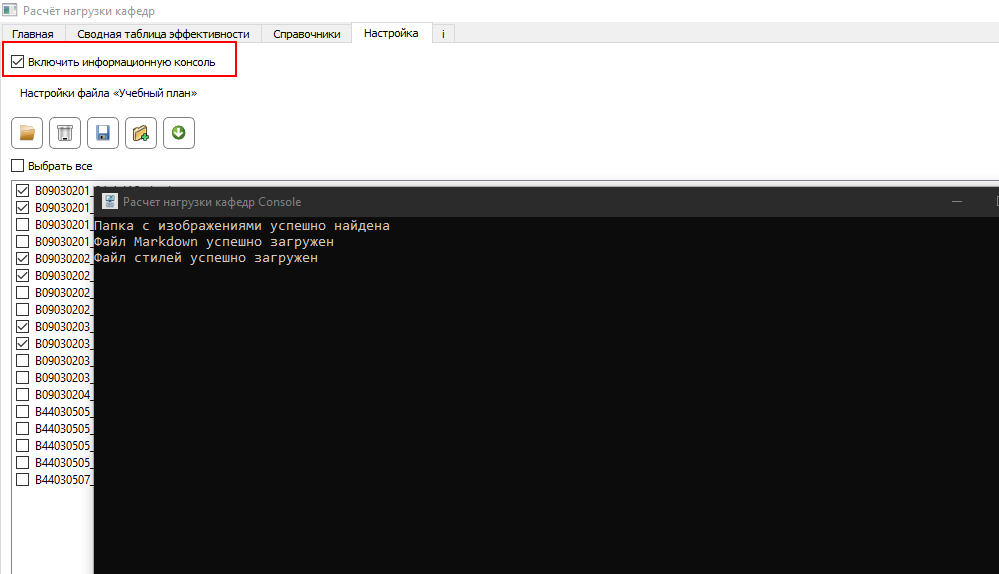 Расчёт нагрузки кафедр
Главная Сводная таблица эффективности Справочники Настройка i
Включить информационную консоль
Настройки файла «Учебный план»
Выбрать все
B09030201_
Расчет нагрузки кафедр Console
B09030201_
Папка с изображениями успешно найдена
B09030201_
Файл Markdown успешно загружен
B09030201_
Файл стилей успешно загружен
B09030202_
B09030202_
B09030202_
B09030202_
B09030203_
B09030203_
B09030203_
B09030203_
B09030204_
B44030505_
B44030505_
B44030505_
B44030505_
B44030507_